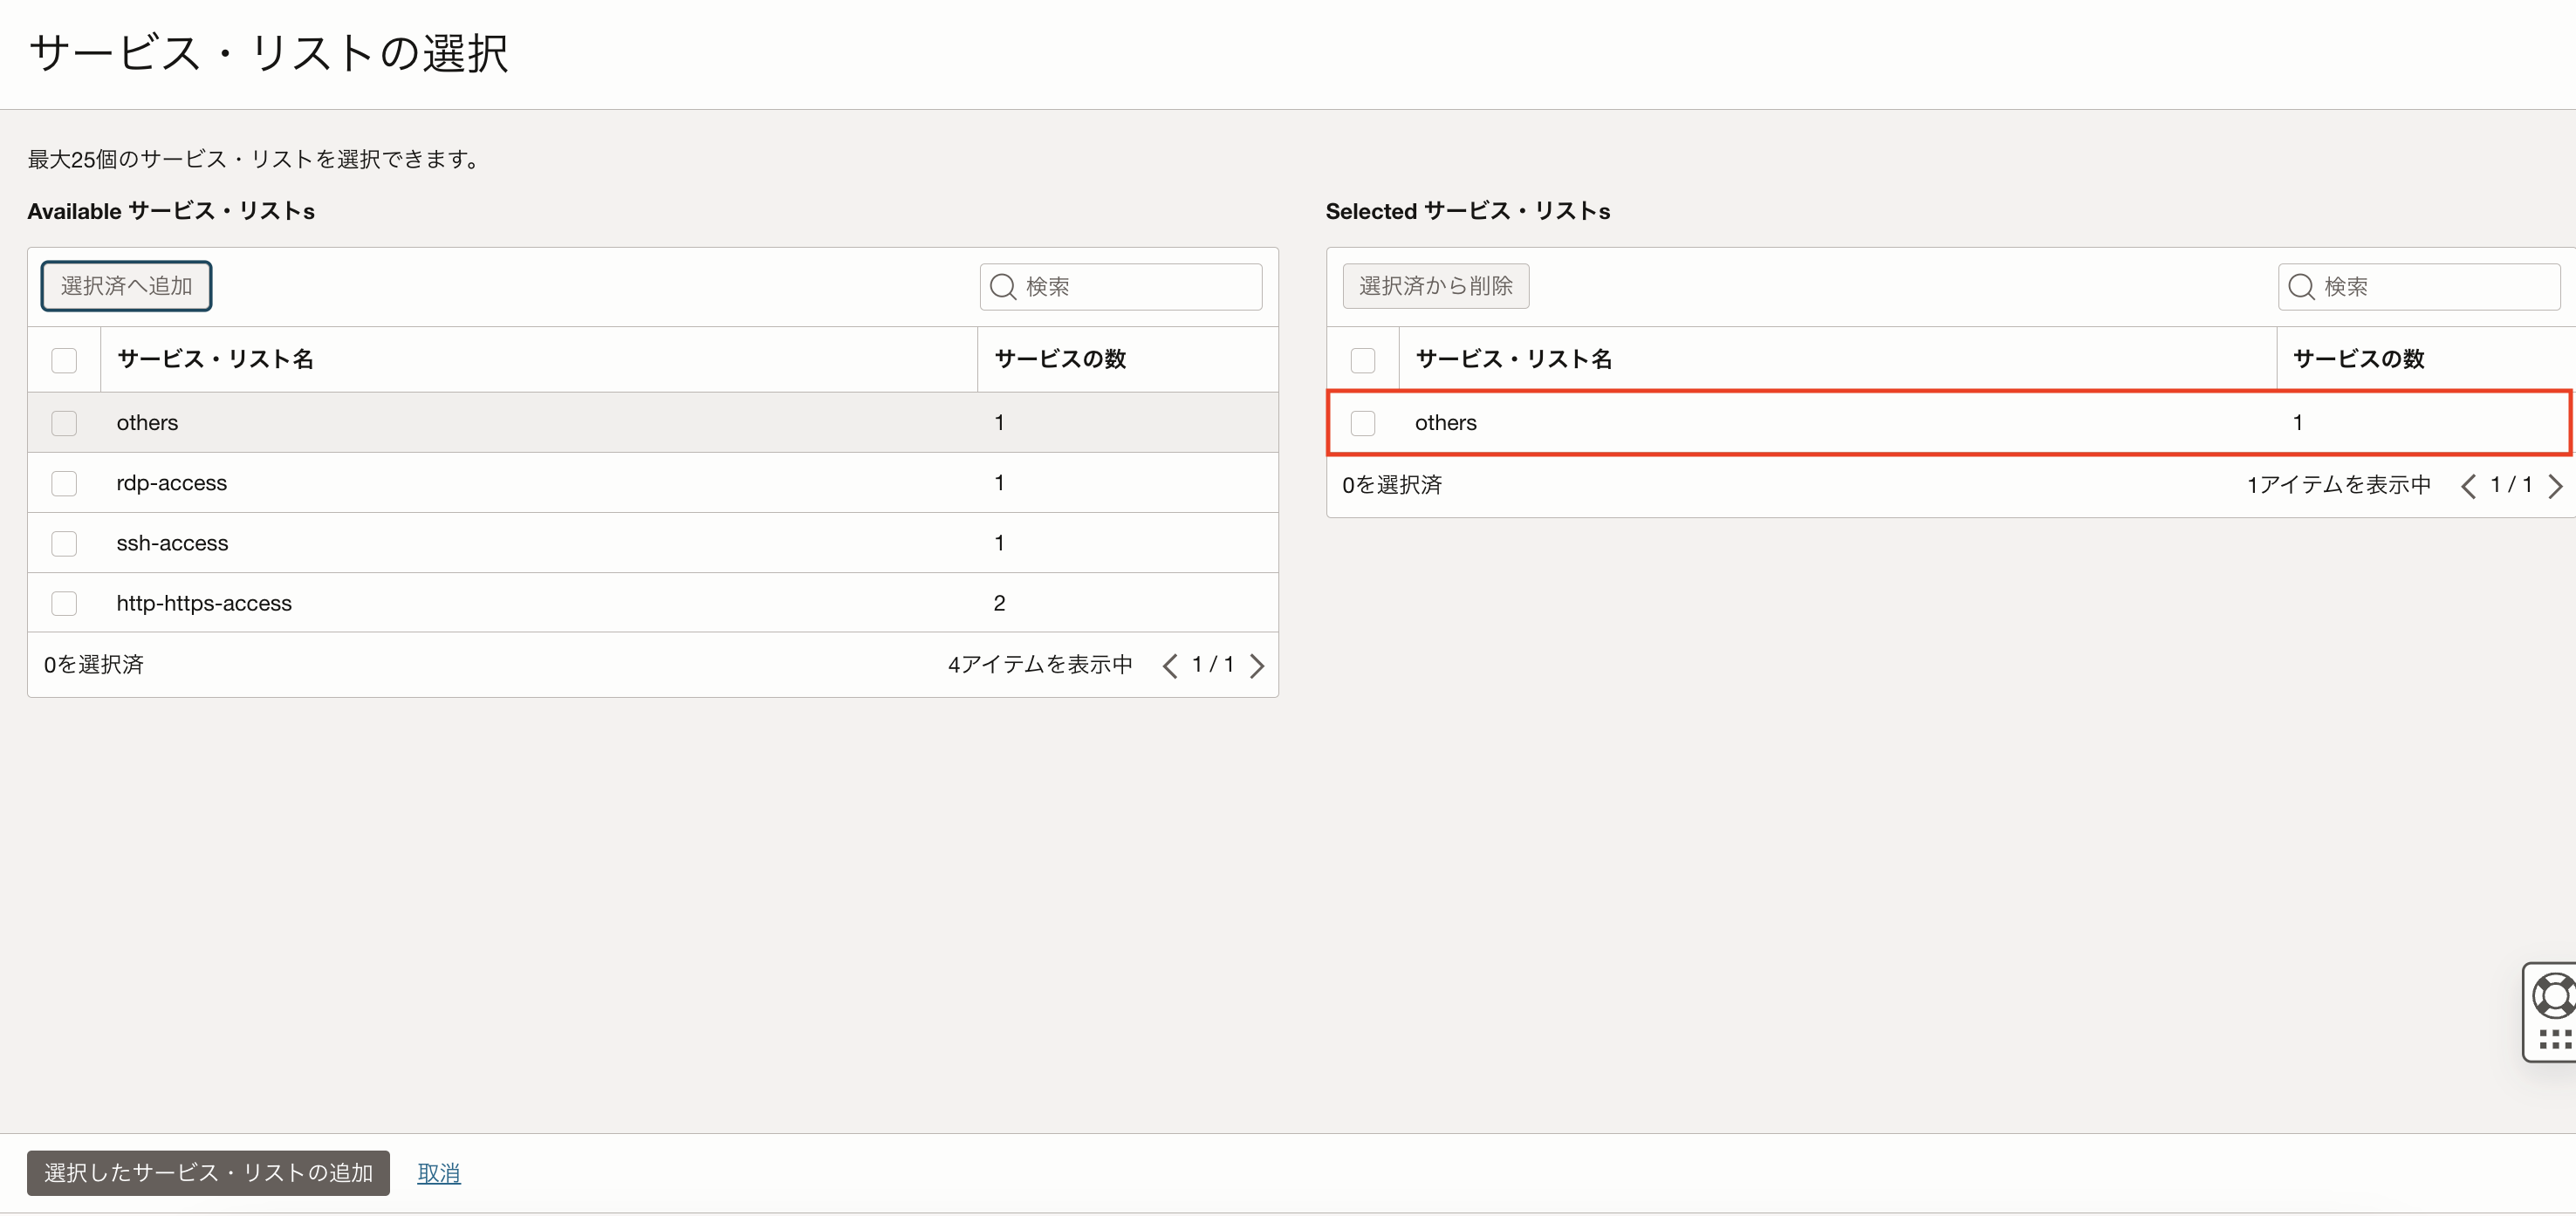 サービス・リストの選択
最大25個のサービス・リストを選択できます。
Available サービス・リストs
選択済へ追加
検索
サービス・リスト名 サービスの数
others 1
rdp-access 1
ssh-access 1
http-https-access 2
0を選択済 4アイテムを表示中 1 / 1
Selected サービス・リストs
選択済から削除
検索
サービス・リスト名 サービスの数
others 1
0を選択済 1アイテムを表示中 1 / 1
選択したサービス・リストの追加 取消